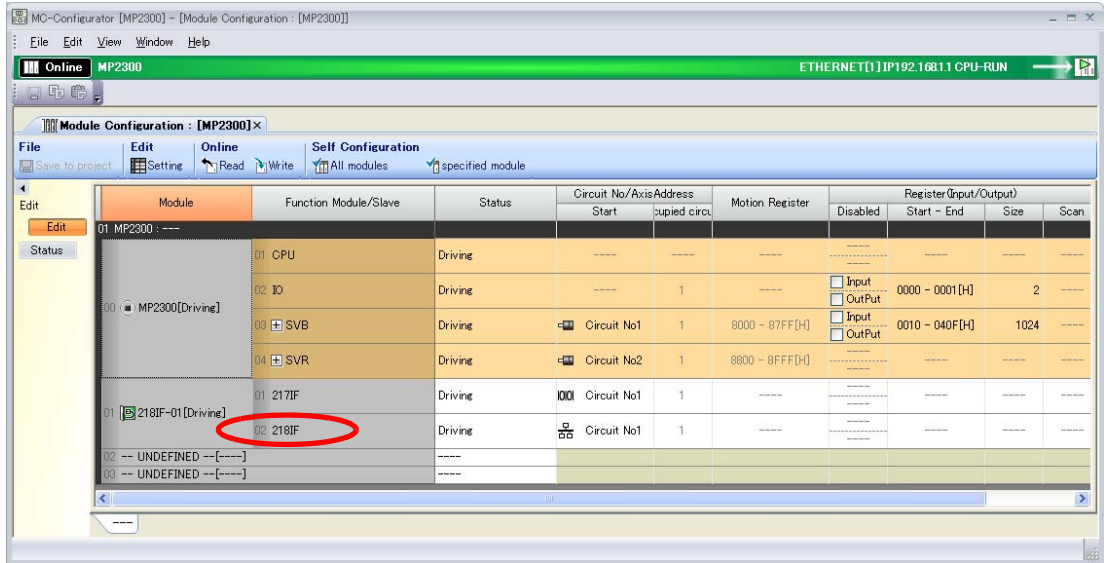 MC-Configurator [MP2300] - [Module Configuration : [MP2300]]
File Edit View Window Help
Online MP2300 ETHERNET[1] IP192.168.1.1 CPU-RUN
Module Configuration : [MP2300]×
File Edit Online Self Configuration
Save to project Setting Read Write All modules specified module
Edit
Edit
Status
Module Function Module/Slave Status Circuit No/AxisAddress Motion Register Register(Input/Output)
Start cupied circu Disabled Start - End Size Scan
01 MP2300 : ---
00 MP2300[Driving]
01 CPU Driving ---- ---- ---- ---- ---- ---- ---- ----
02 IO Driving ---- 1 ---- Input OutPut 0000 - 0001[H] 2 ----
03 SVB Driving Circuit No1 1 8000 - 87FF[H] Input OutPut 0010 - 040F[H] 1024 ----
04 SVR Driving Circuit No2 1 8800 - 8FFF[H] ---- ---- ---- ---- ----
01 218IF-01[Driving]
01 217IF Driving Circuit No1 1 ---- ---- ---- ---- ---- ----
02 218IF Driving Circuit No1 1 ---- ---- ---- ---- ---- ----
02 -- UNDEFINED --[----] ----
03 -- UNDEFINED --[----] ----
---